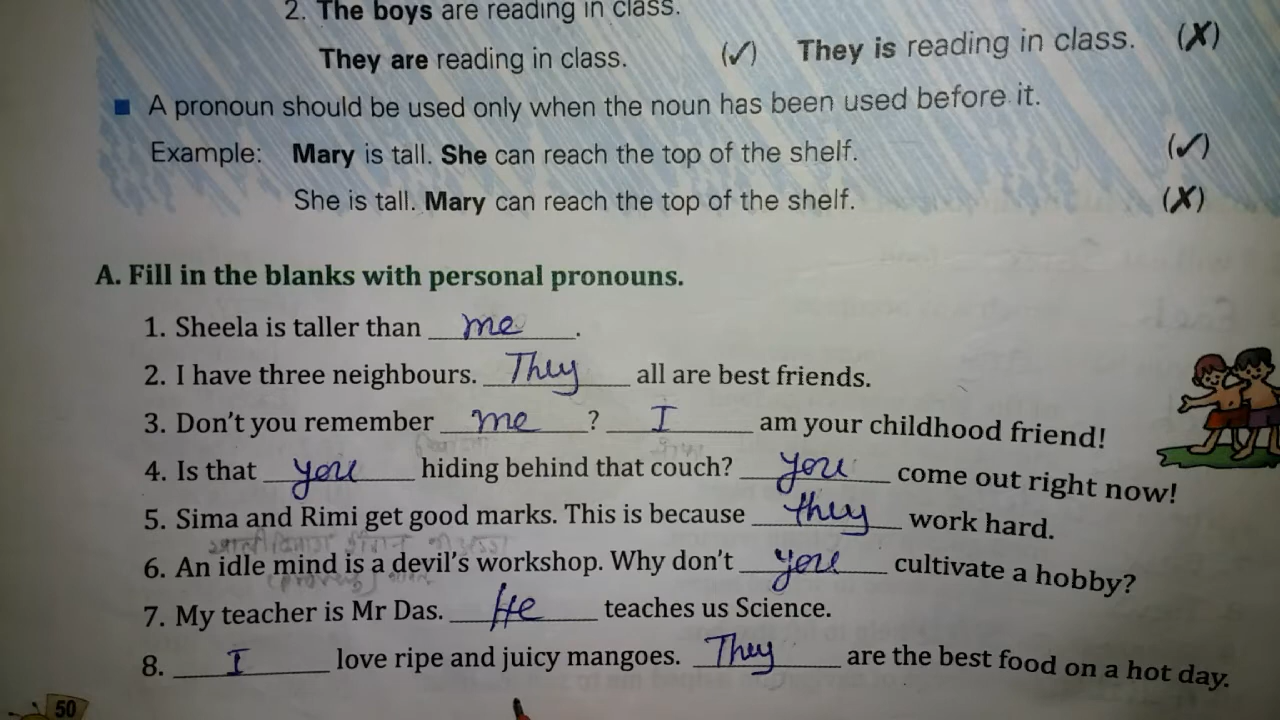 2. The boys are reading in class.
They are reading in class. (✓) They is reading in class. (✗)
■ A pronoun should be used only when the noun has been used before it.
Example: Mary is tall. She can reach the top of the shelf. (✓)
She is tall. Mary can reach the top of the shelf. (✗)
A. Fill in the blanks with personal pronouns.
1. Sheela is taller than me.
2. I have three neighbours. They all are best friends.
3. Don't you remember me? I am your childhood friend!
4. Is that you hiding behind that couch? you come out right now!
5. Sima and Rimi get good marks. This is because they work hard.
6. An idle mind is a devil's workshop. Why don't you cultivate a hobby?
(proverb)
7. My teacher is Mr Das. He teaches us Science.
8. I love ripe and juicy mangoes. They are the best food on a hot day.
50